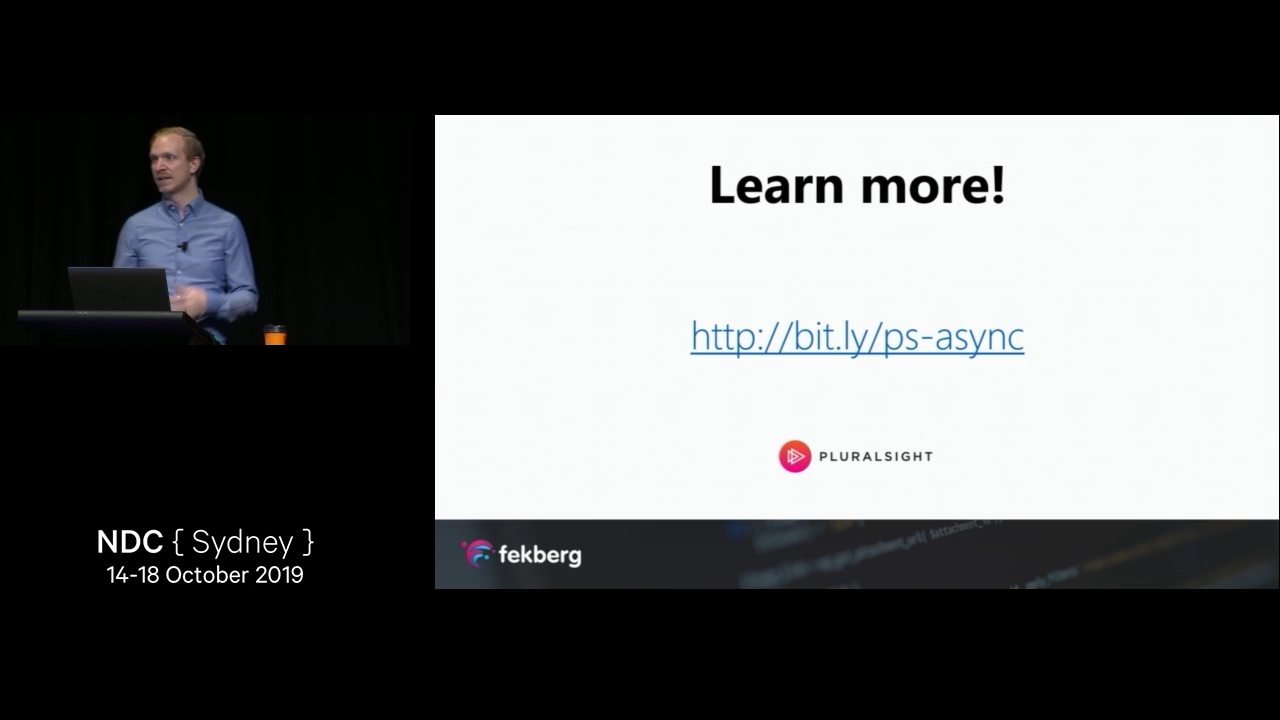 Learn more!
http://bit.ly/ps-async
PLURALSIGHT
fekberg
NDC { Sydney }
14-18 October 2019